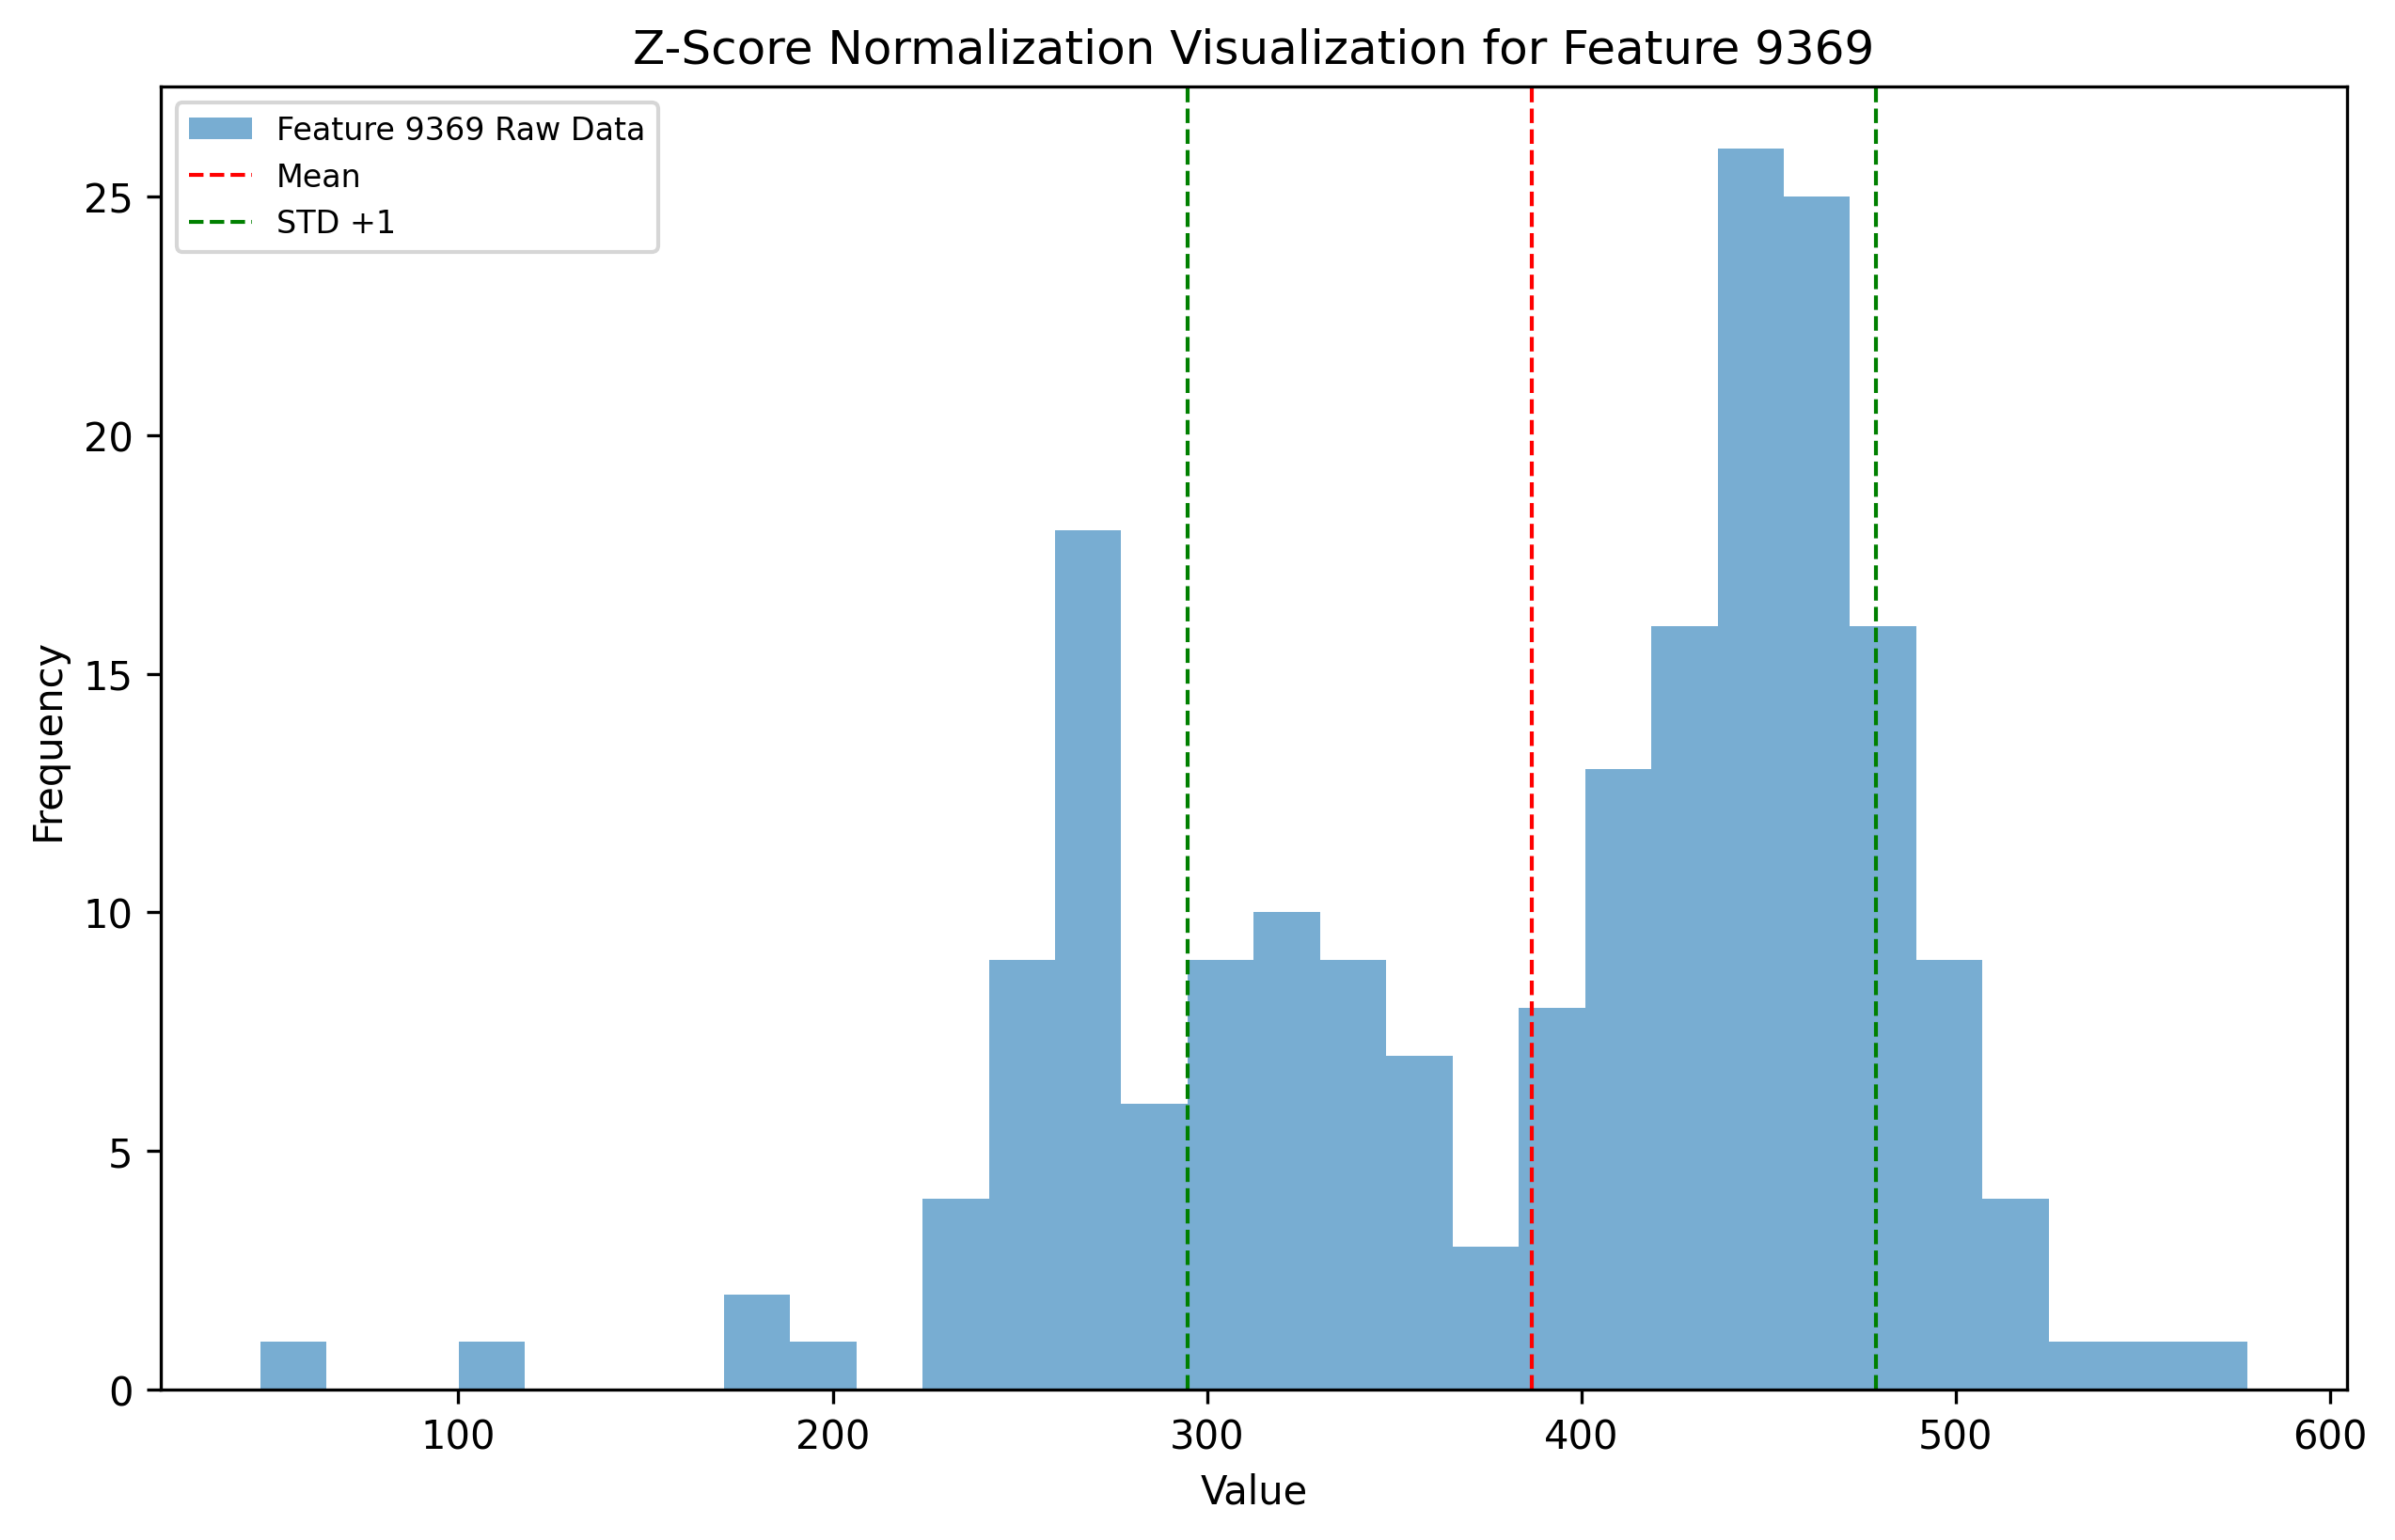 Z-Score Normalization Visualization for Feature 9369
Feature 9369 Raw Data
Mean
STD +1
Frequency
25
20
15
10
5
0
100 200 300 400 500 600
Value